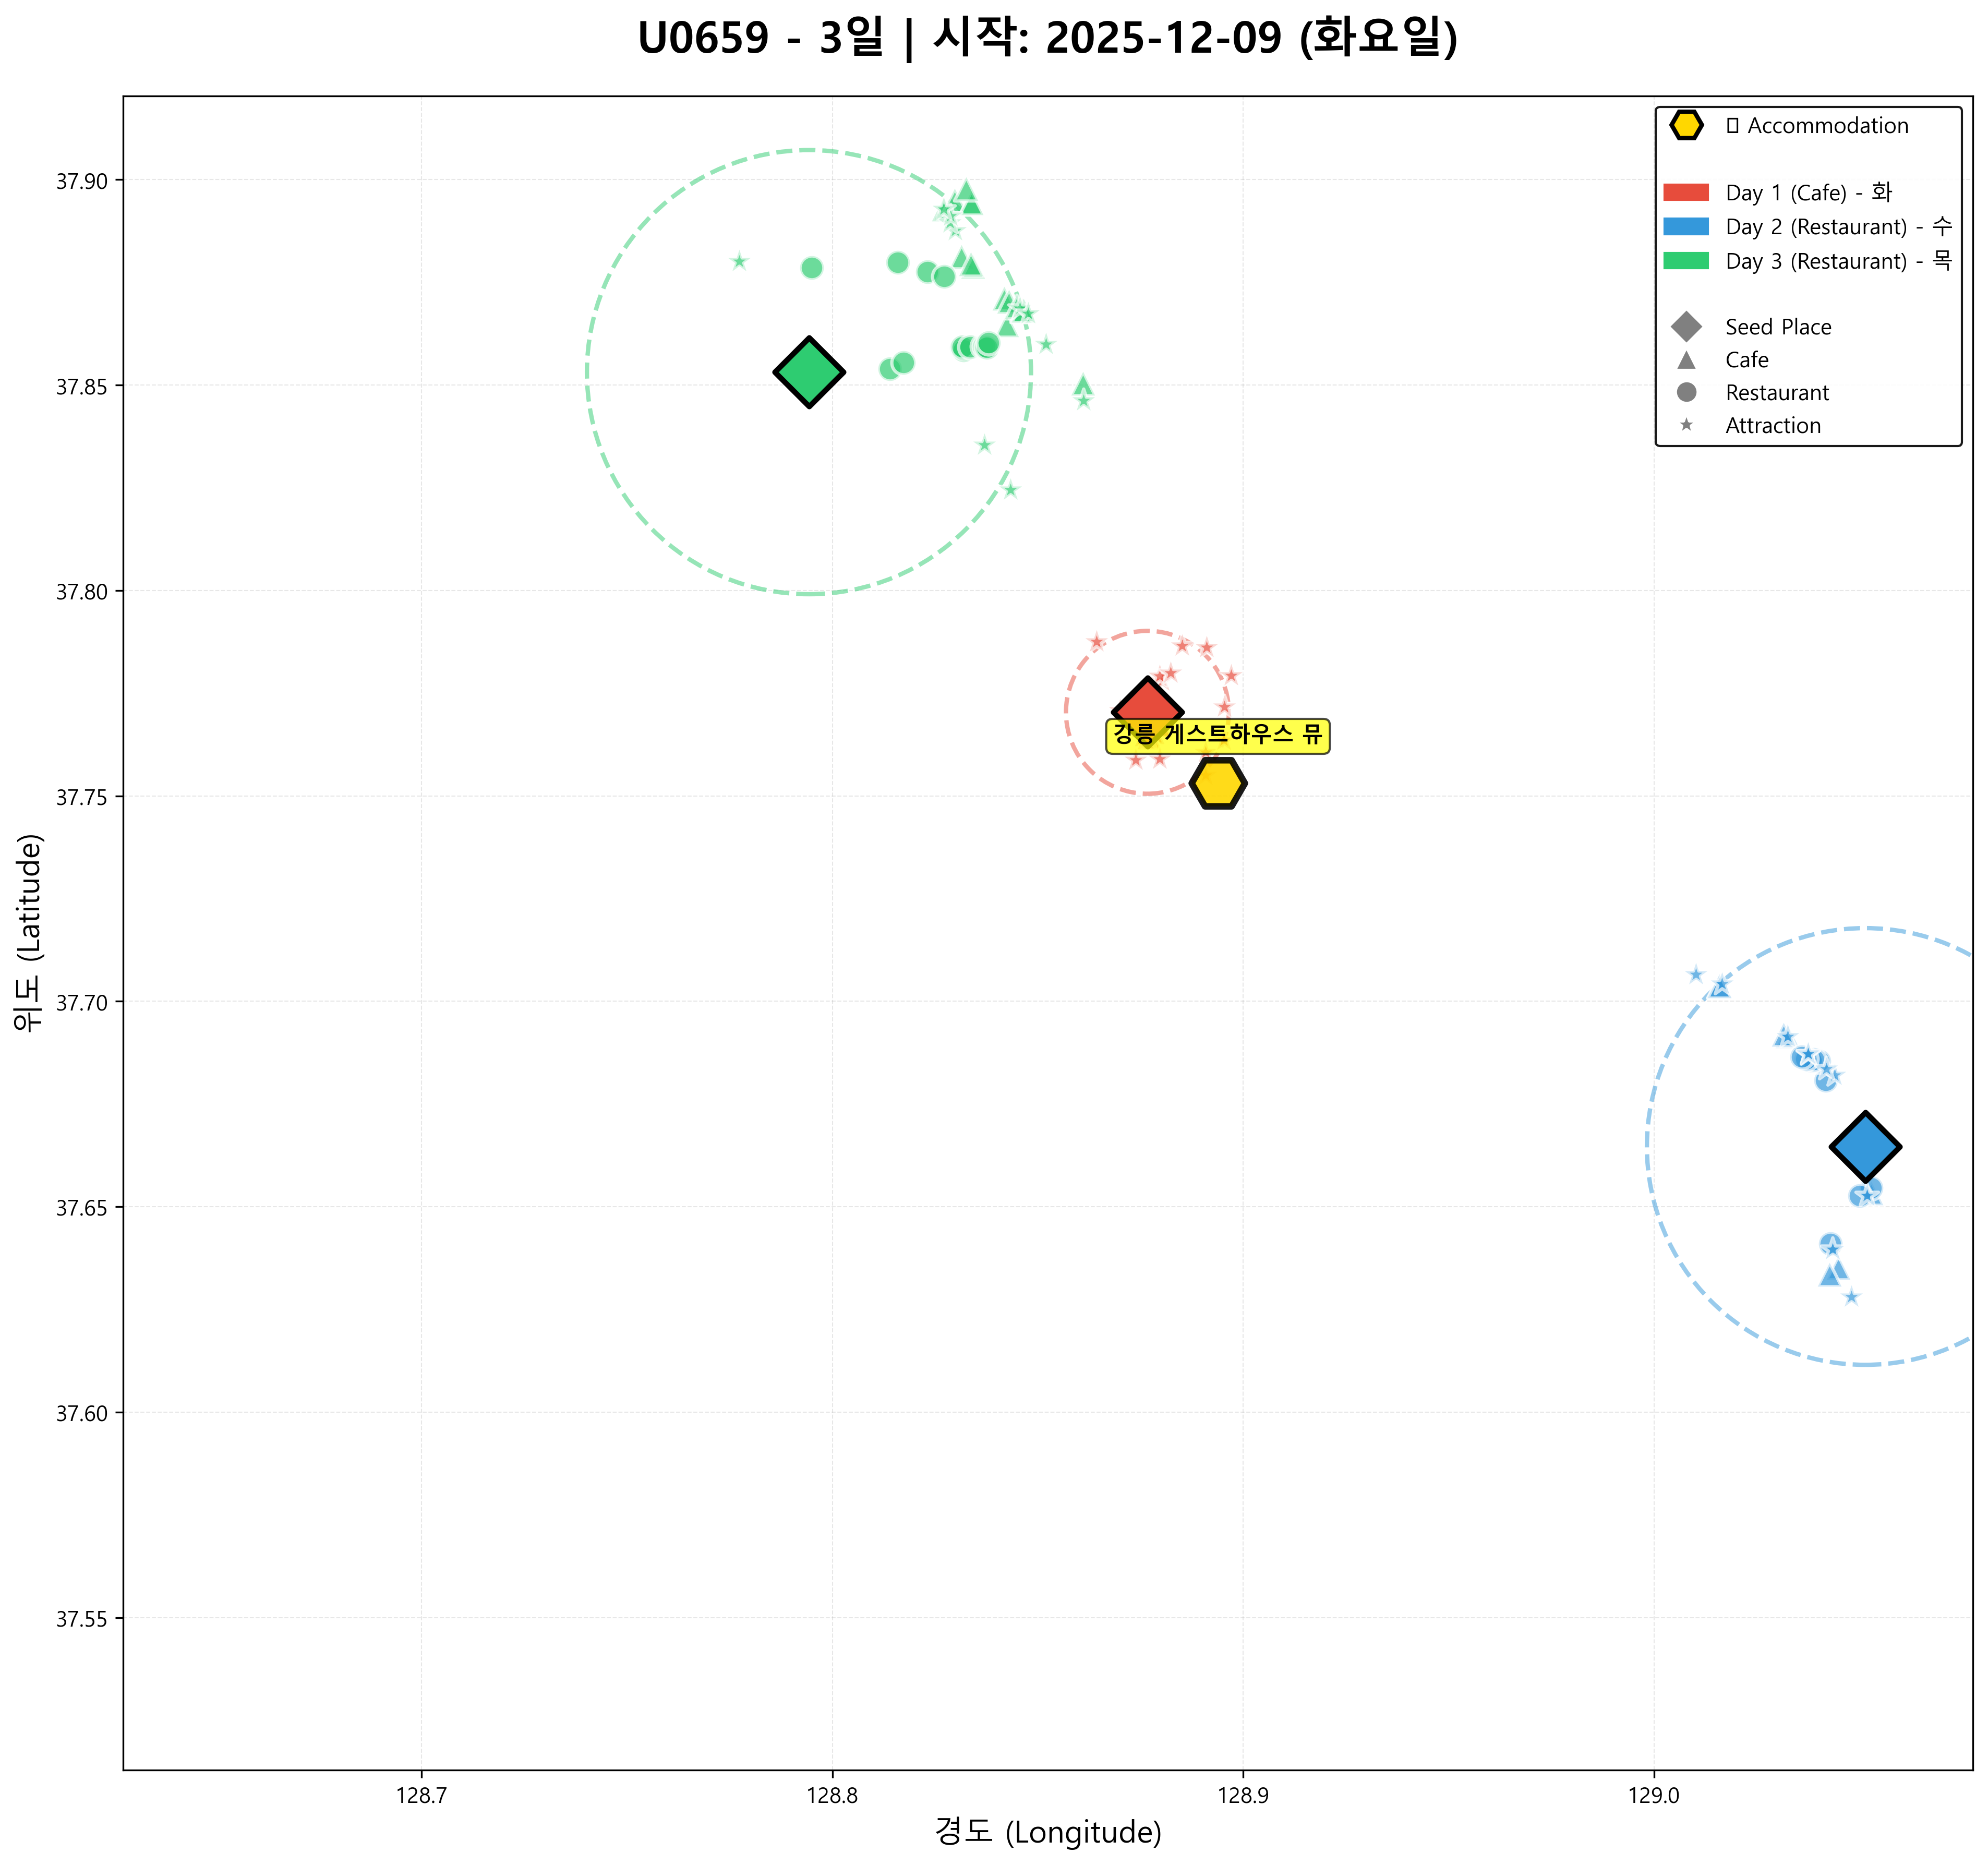 U0659 - 3일 | 시작: 2025-12-09 (화요일)
□ Accommodation
Day 1 (Cafe) - 화
Day 2 (Restaurant) - 수
Day 3 (Restaurant) - 목
Seed Place
Cafe
Restaurant
Attraction
37.90
37.85
37.80
37.75
37.70
37.65
37.60
37.55
위도 (Latitude)
강릉 게스트하우스 뮤
128.7
128.8
128.9
129.0
경도 (Longitude)